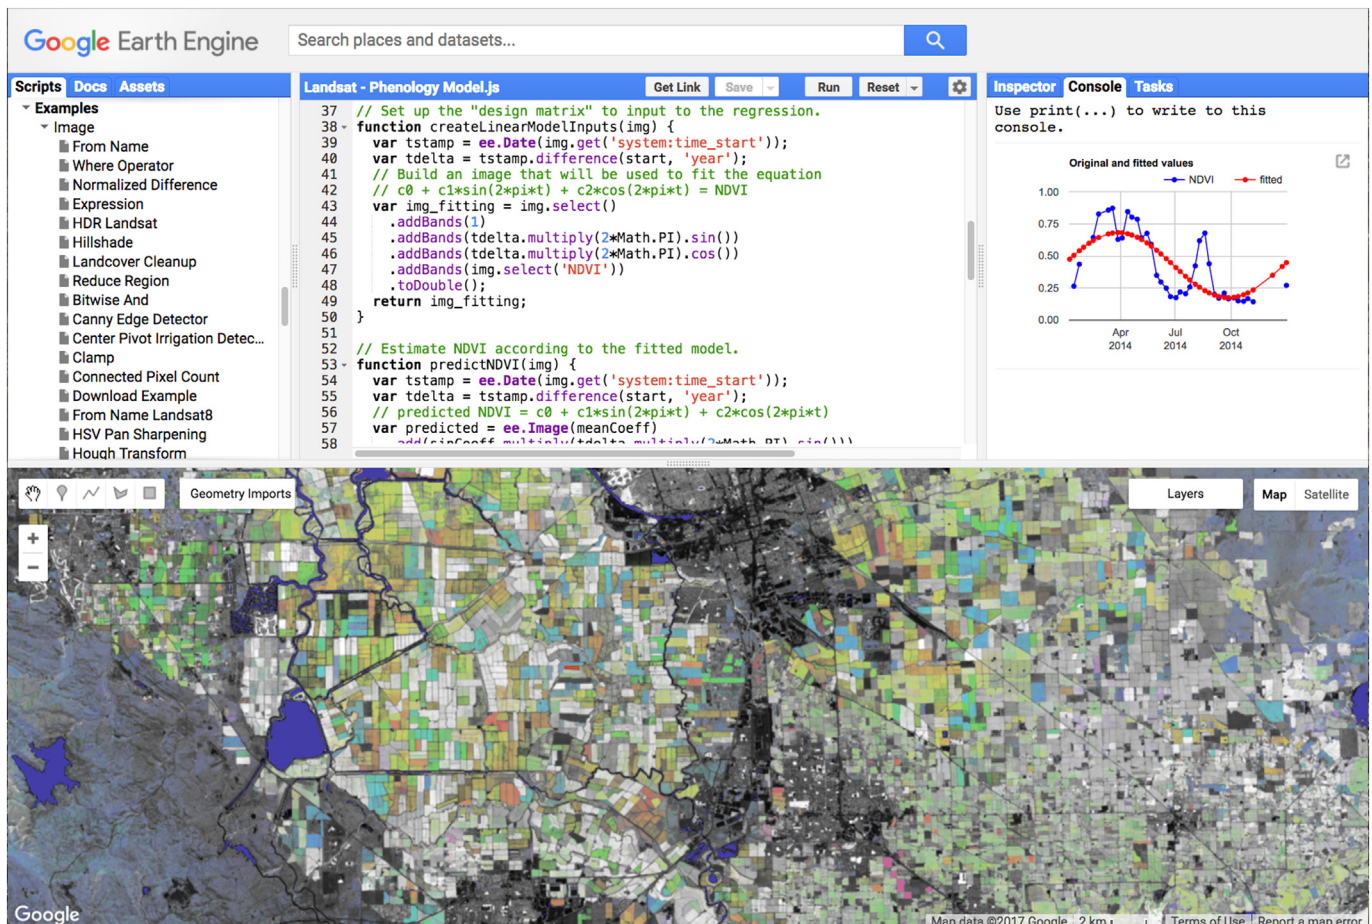 Google Earth Engine
Search places and datasets...
Scripts Docs Assets
Examples
Image
From Name
Where Operator
Normalized Difference
Expression
HDR Landsat
Hillshade
Landcover Cleanup
Reduce Region
Bitwise And
Canny Edge Detector
Center Pivot Irrigation Detec...
Clamp
Connected Pixel Count
Download Example
From Name Landsat8
HSV Pan Sharpening
Hough Transform
Landsat - Phenology Model.js Get Link Save Run Reset
37 // Set up the "design matrix" to input to the regression.
38 function createLinearModelInputs(img) {
39 var tstamp = ee.Date(img.get('system:time_start'));
40 var tdelta = tstamp.difference(start, 'year');
41 // Build an image that will be used to fit the equation
42 // c0 + c1*sin(2*pi*t) + c2*cos(2*pi*t) = NDVI
43 var img_fitting = img.select()
44 .addBands(1)
45 .addBands(tdelta.multiply(2*Math.PI).sin())
46 .addBands(tdelta.multiply(2*Math.PI).cos())
47 .addBands(img.select('NDVI'))
48 .toDouble();
49 return img_fitting;
50 }
51
52 // Estimate NDVI according to the fitted model.
53 function predictNDVI(img) {
54 var tstamp = ee.Date(img.get('system:time_start'));
55 var tdelta = tstamp.difference(start, 'year');
56 // predicted NDVI = c0 + c1*sin(2*pi*t) + c2*cos(2*pi*t)
57 var predicted = ee.Image(meanCoeff)
58 .add(sinCoeff.multiply(tdelta.multiply(2*Math.PI).sin()))
Inspector Console Tasks
Use print(...) to write to this
console.
Original and fitted values
NDVI fitted
1.00
0.75
0.50
0.25
0.00
Apr Jul Oct
2014 2014 2014
Geometry Imports
Layers
Map Satellite
+
−
Google
Map data ©2017 Google 2 km Terms of Use Report a map error